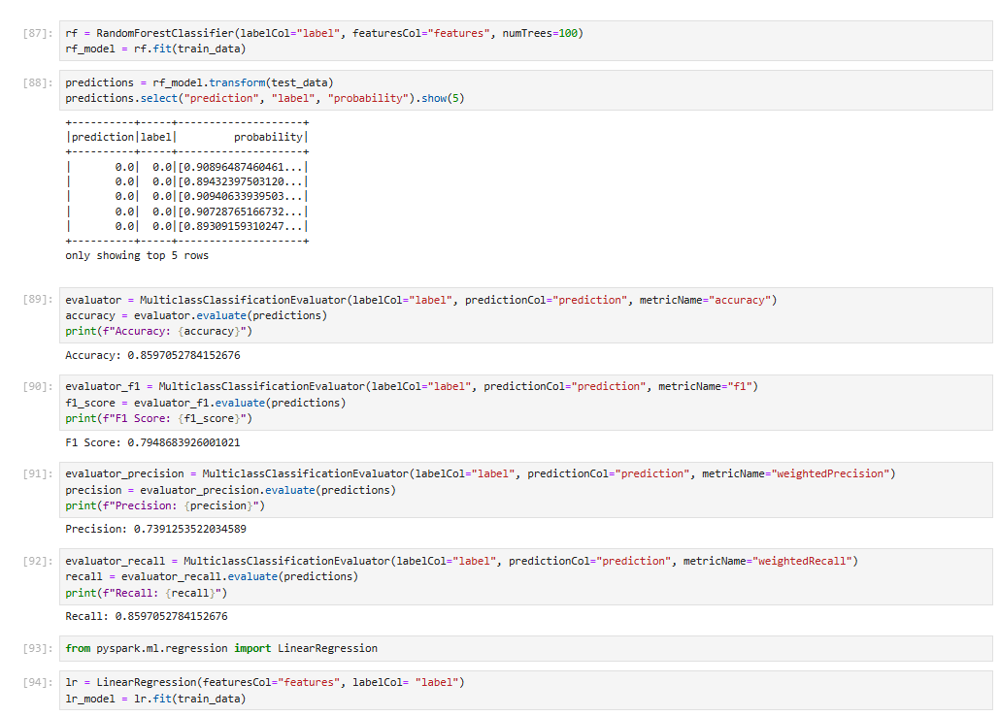 [87]: rf = RandomForestClassifier(labelCol="label", featuresCol="features", numTrees=100)
rf_model = rf.fit(train_data)
[88]: predictions = rf_model.transform(test_data)
predictions.select("prediction", "label", "probability").show(5)
+----------+-----+--------------------+
|prediction|label|         probability|
+----------+-----+--------------------+
|       0.0|  0.0|[0.90896487460461...|
|       0.0|  0.0|[0.89432397503120...|
|       0.0|  0.0|[0.90940633939503...|
|       0.0|  0.0|[0.90728765166732...|
|       0.0|  0.0|[0.89309159310247...|
+----------+-----+--------------------+
only showing top 5 rows
[89]: evaluator = MulticlassClassificationEvaluator(labelCol="label", predictionCol="prediction", metricName="accuracy")
accuracy = evaluator.evaluate(predictions)
print(f"Accuracy: {accuracy}")
Accuracy: 0.8597052784152676
[90]: evaluator_f1 = MulticlassClassificationEvaluator(labelCol="label", predictionCol="prediction", metricName="f1")
f1_score = evaluator_f1.evaluate(predictions)
print(f"F1 Score: {f1_score}")
F1 Score: 0.7948683926001021
[91]: evaluator_precision = MulticlassClassificationEvaluator(labelCol="label", predictionCol="prediction", metricName="weightedPrecision")
precision = evaluator_precision.evaluate(predictions)
print(f"Precision: {precision}")
Precision: 0.7391253522034589
[92]: evaluator_recall = MulticlassClassificationEvaluator(labelCol="label", predictionCol="prediction", metricName="weightedRecall")
recall = evaluator_recall.evaluate(predictions)
print(f"Recall: {recall}")
Recall: 0.8597052784152676
[93]: from pyspark.ml.regression import LinearRegression
[94]: lr = LinearRegression(featuresCol="features", labelCol= "label")
lr_model = lr.fit(train_data)